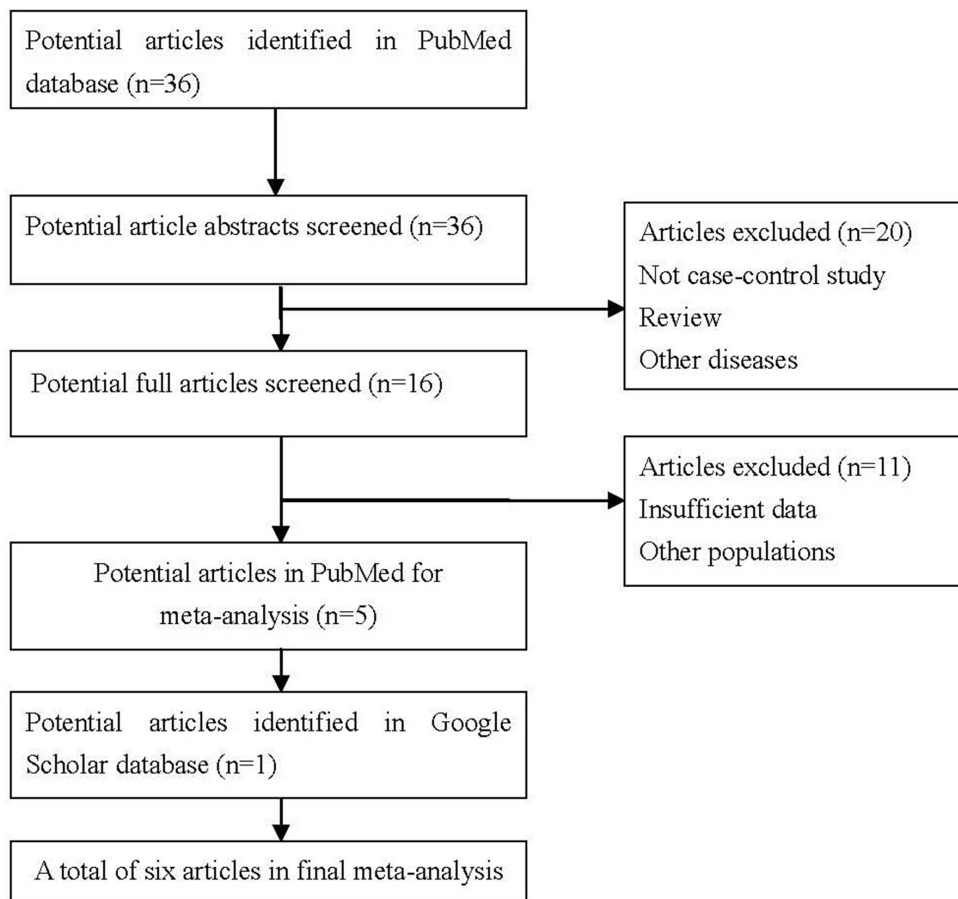 Potential articles identified in PubMed
database (n=36)
Potential article abstracts screened (n=36)
Articles excluded (n=20)
Not case-control study
Review
Other diseases
Potential full articles screened (n=16)
Articles excluded (n=11)
Insufficient data
Other populations
Potential articles in PubMed for
meta-analysis (n=5)
Potential articles identified in Google
Scholar database (n=1)
A total of six articles in final meta-analysis